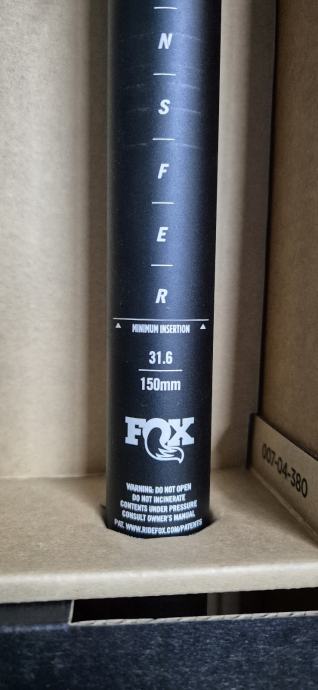 N
S
F
E
R
MINIMUM INSERTION
31.6
150mm
FOX
WARNING: DO NOT OPEN
DO NOT INCINERATE
CONTENTS UNDER PRESSURE
CONSULT OWNER'S MANUAL
PAT. WWW.RIDEFOX.COM/PATENTS
007-04-380